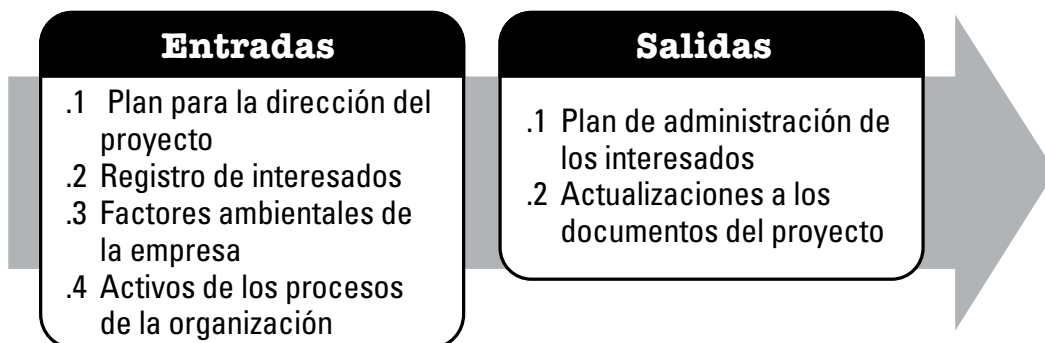 Entradas
.1 Plan para la dirección del
proyecto
.2 Registro de interesados
.3 Factores ambientales de
la empresa
.4 Activos de los procesos
de la organización
Salidas
.1 Plan de administración de
los interesados
.2 Actualizaciones a los
documentos del proyecto